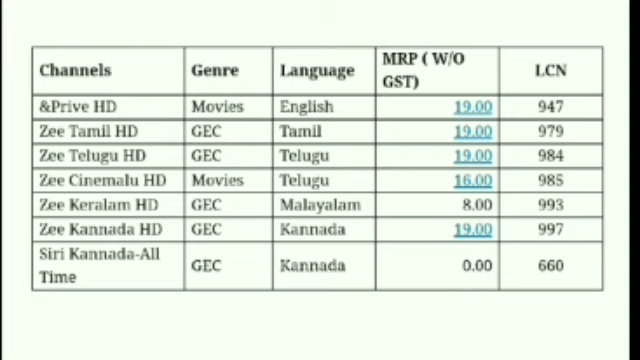 Channels Genre Language MRP ( W/O GST) LCN
&Prive HD Movies English 19.00 947
Zee Tamil HD GEC Tamil 19.00 979
Zee Telugu HD GEC Telugu 19.00 984
Zee Cinemalu HD Movies Telugu 16.00 985
Zee Keralam HD GEC Malayalam 8.00 993
Zee Kannada HD GEC Kannada 19.00 997
Siri Kannada-All Time GEC Kannada 0.00 660